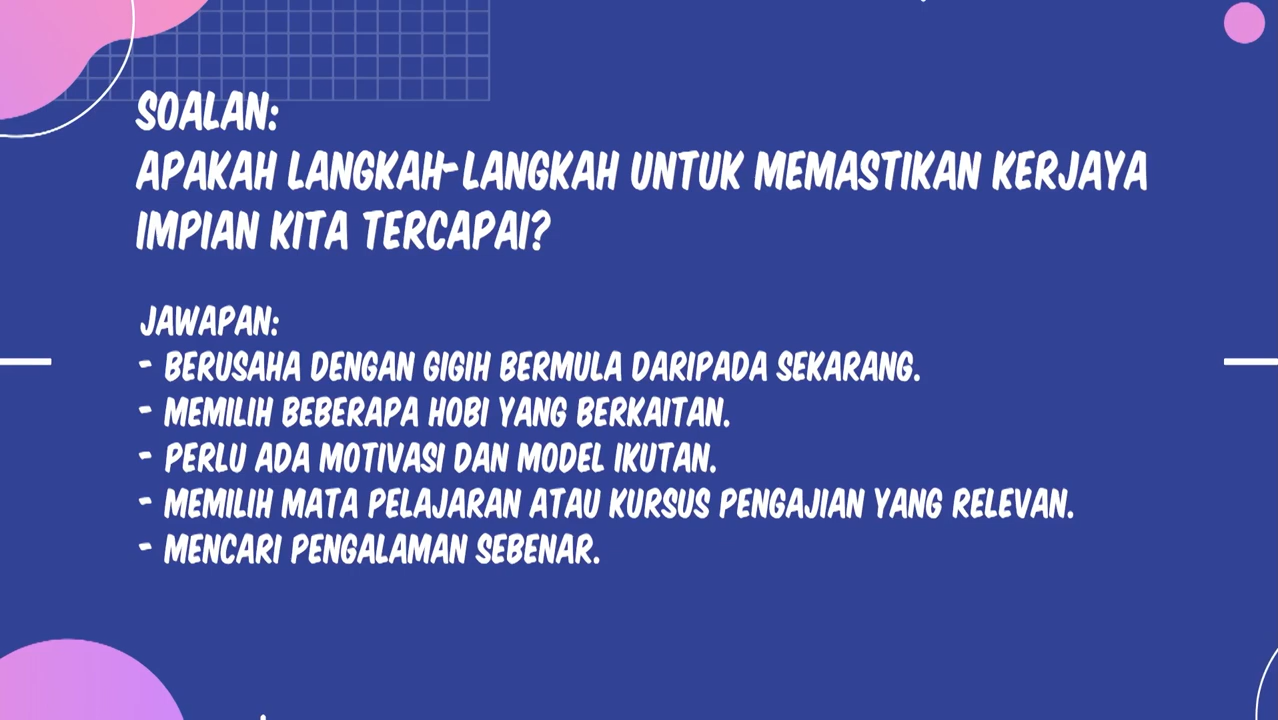 SOALAN:
APAKAH LANGKAH-LANGKAH UNTUK MEMASTIKAN KERJAYA
IMPIAN KITA TERCAPAI?
JAWAPAN:
- BERUSAHA DENGAN GIGIH BERMULA DARIPADA SEKARANG.
- MEMILIH BEBERAPA HOBI YANG BERKAITAN.
- PERLU ADA MOTIVASI DAN MODEL IKUTAN.
- MEMILIH MATA PELAJARAN ATAU KURSUS PENGAJIAN YANG RELEVAN.
- MENCARI PENGALAMAN SEBENAR.